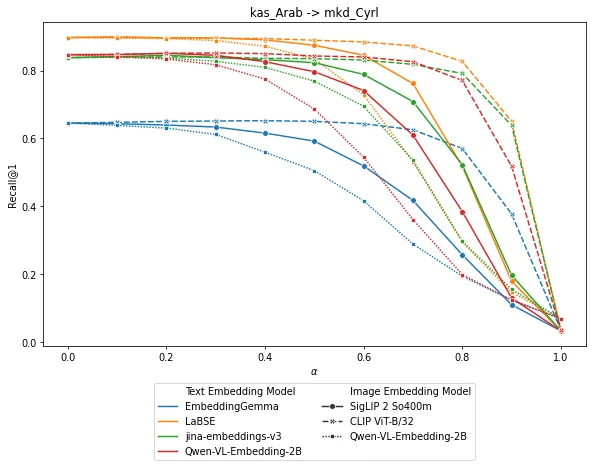 kas_Arab -> mkd_Cyrl
Recall@1
0.8
0.6
0.4
0.2
0.0
0.0 0.2 0.4 0.6 0.8 1.0
α
Text Embedding Model Image Embedding Model
EmbeddingGemma SigLIP 2 So400m
LaBSE CLIP ViT-B/32
jina-embeddings-v3 Qwen-VL-Embedding-2B
Qwen-VL-Embedding-2B